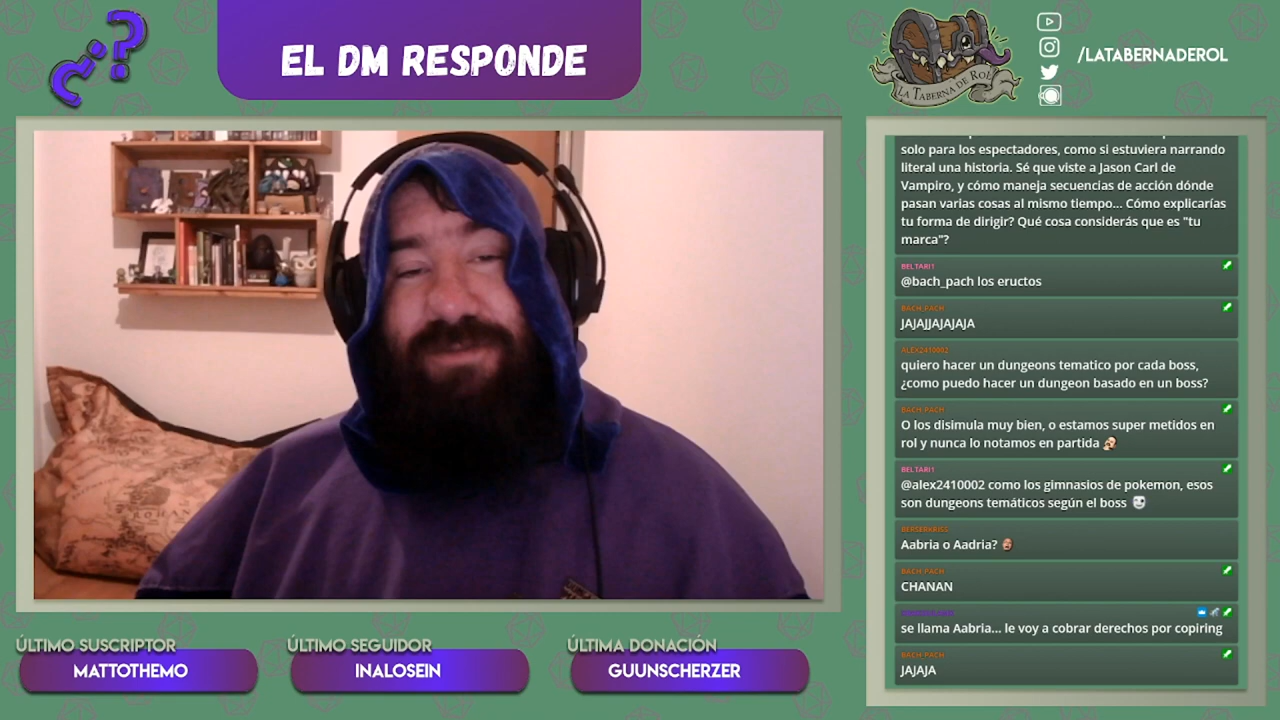 EL DM RESPONDE
LA TABERNA DE ROL
/LATABERNADEROL
solo para los espectadores, como si estuviera narrando
literal una historia. Sé que viste a Jason Carl de
Vampiro, y cómo maneja secuencias de acción dónde
pasan varias cosas al mismo tiempo... Cómo explicarías
tu forma de dirigir? Qué cosa considerás que es "tu
marca"?
BELTARI1
@bach_pach los eructos
BACH_PACH
JAJAJJAJAJAJA
ALEX2410002
quiero hacer un dungeons tematico por cada boss,
¿como puedo hacer un dungeon basado en un boss?
BACH_PACH
O los disimula muy bien, o estamos super metidos en
rol y nunca lo notamos en partida
BELTARI1
@alex2410002 como los gimnasios de pokemon, esos
son dungeons temáticos según el boss
Aabria o Aadria?
BACH_PACH
CHANAN
se llama Aabria... le voy a cobrar derechos por copiring
BACH_PACH
JAJAJA
ROHAN
ÚLTIMO SUSCRIPTOR
MATTOTHEMO
ÚLTIMO SEGUIDOR
INALOSEIN
ÚLTIMA DONACIÓN
GUUNSCHERZER